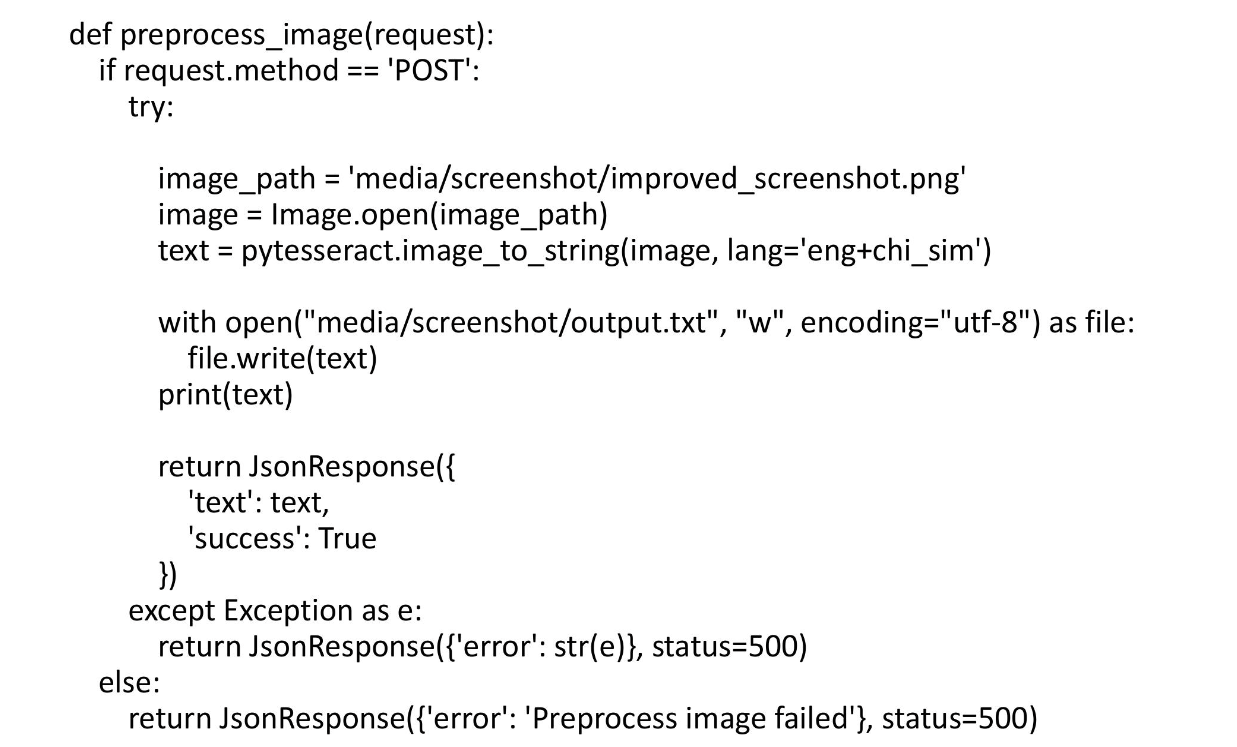 def preprocess_image(request):
if request.method == 'POST':
try:
image_path = 'media/screenshot/improved_screenshot.png'
image = Image.open(image_path)
text = pytesseract.image_to_string(image, lang='eng+chi_sim')
with open("media/screenshot/output.txt", "w", encoding="utf-8") as file:
file.write(text)
print(text)
return JsonResponse({
'text': text,
'success': True
})
except Exception as e:
return JsonResponse({'error': str(e)}, status=500)
else:
return JsonResponse({'error': 'Preprocess image failed'}, status=500)